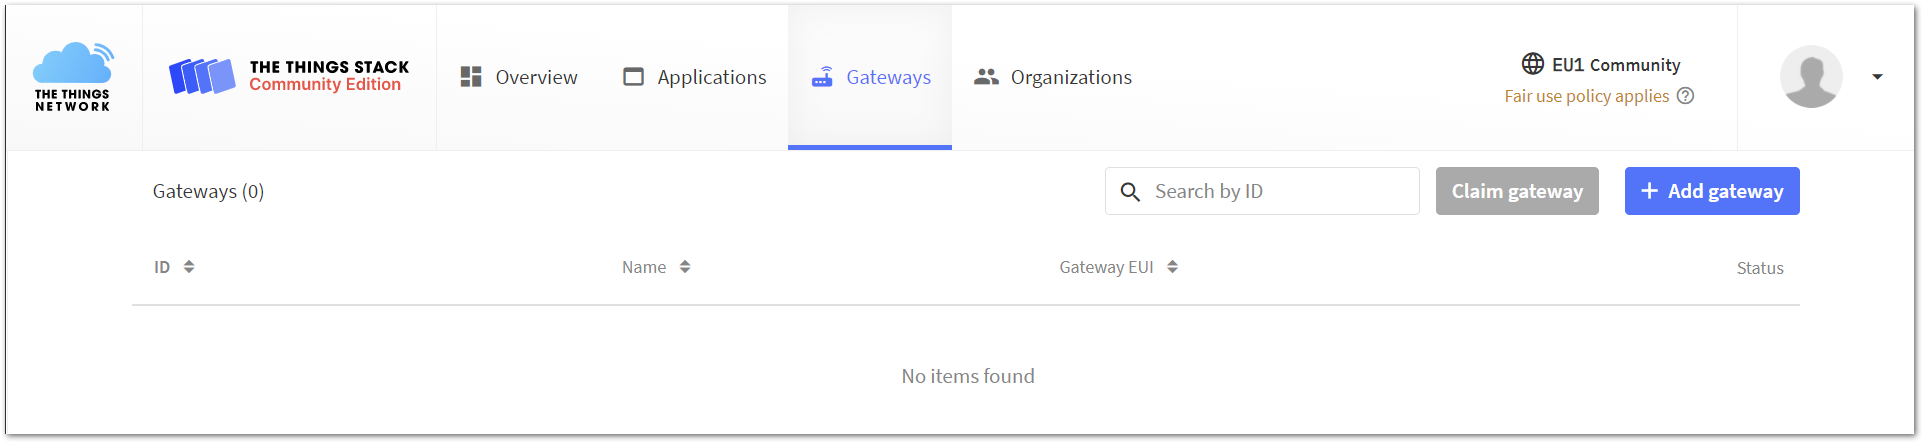 THE THINGS
NETWORK
THE THINGS STACK
Community Edition
Overview
Applications
Gateways
Organizations
EU1 Community
Fair use policy applies
Gateways (0)
Search by ID
Claim gateway
+ Add gateway
ID
Name
Gateway EUI
Status
No items found